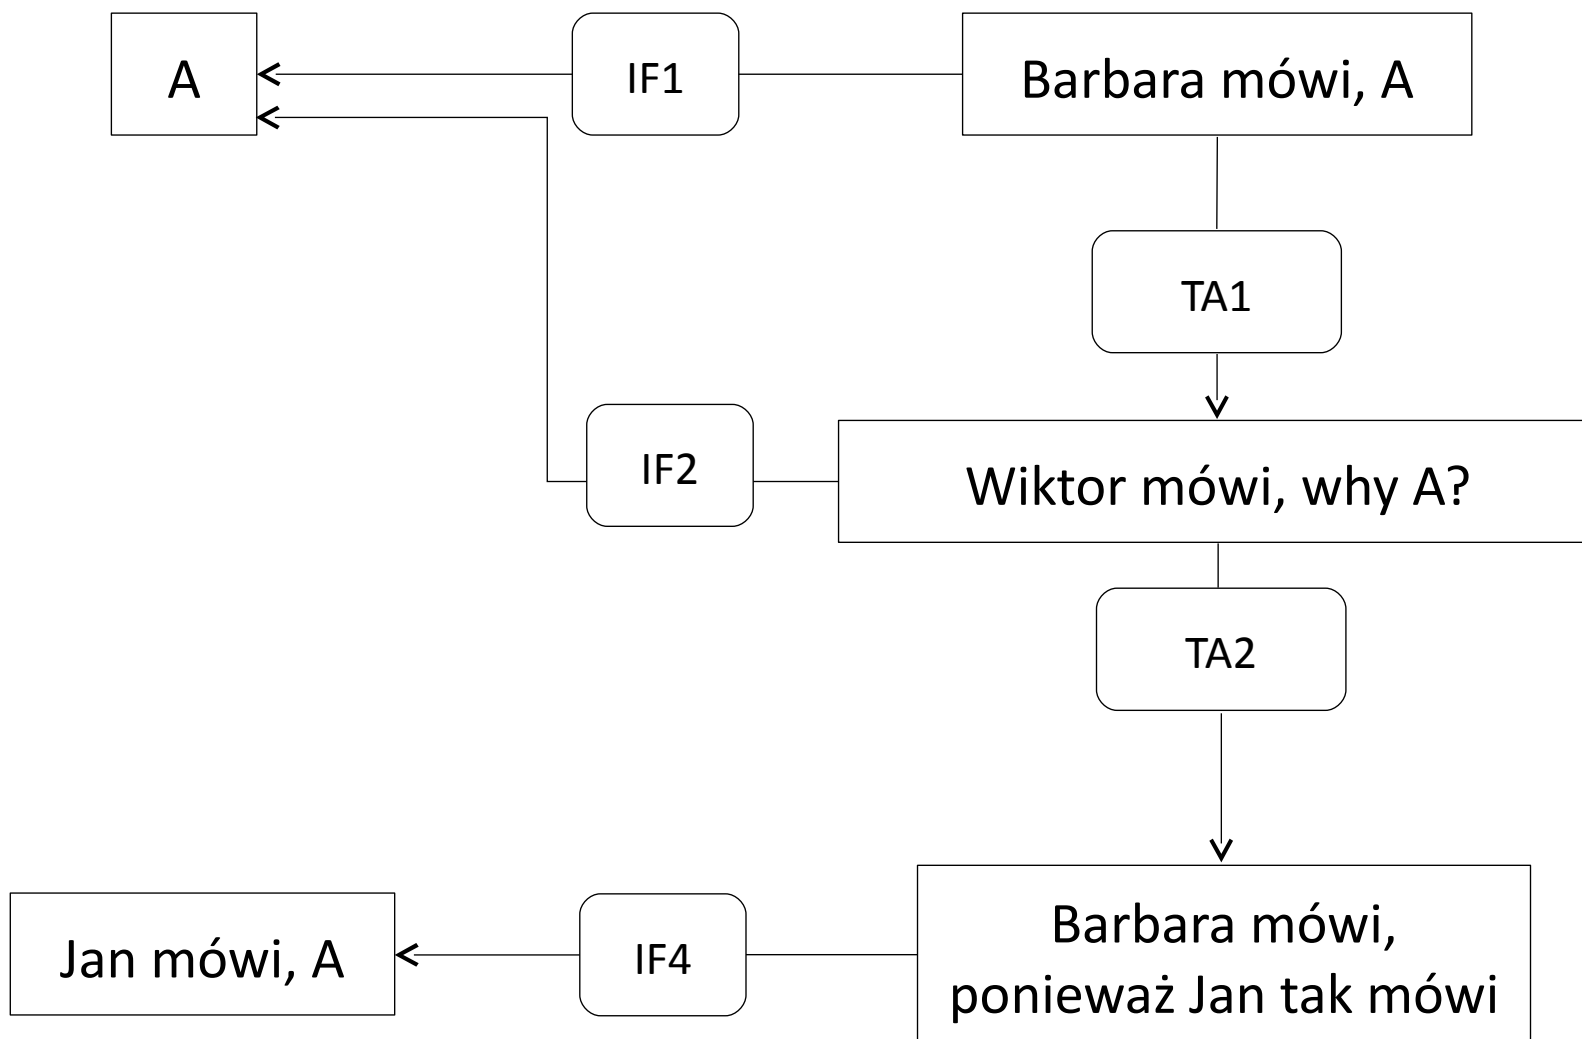 A
IF1
Barbara mówi, A
TA1
IF2
Wiktor mówi, why A?
TA2
Jan mówi, A
IF4
Barbara mówi,
ponieważ Jan tak mówi